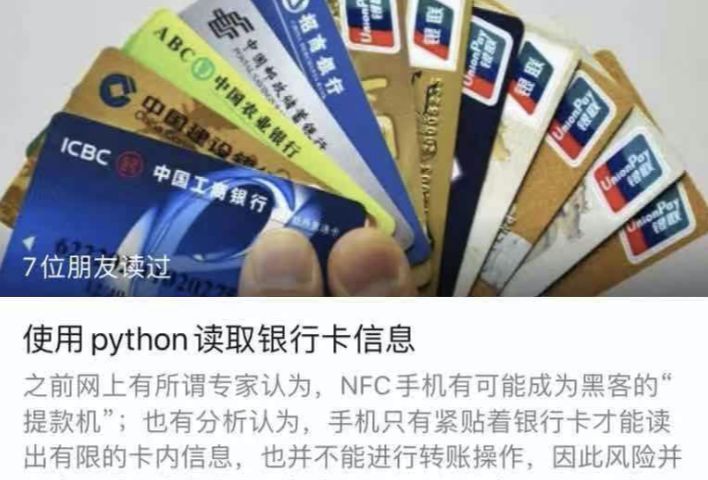 招商银行
UnionPay
银联
银联
UnionPay
银联
UnionPay
银联
UnionPay
银联
UnionPay
银联
中国邮政储蓄银行
ABC 中国农业银行
中国建设银行
ICBC 中国工商银行
7位朋友读过
使用python读取银行卡信息
之前网上有所谓专家认为，NFC手机有可能成为黑客的“
提款机”；也有分析认为，手机只有紧贴着银行卡才能读
出有限的卡内信息，也并不能进行转账操作，因此风险并